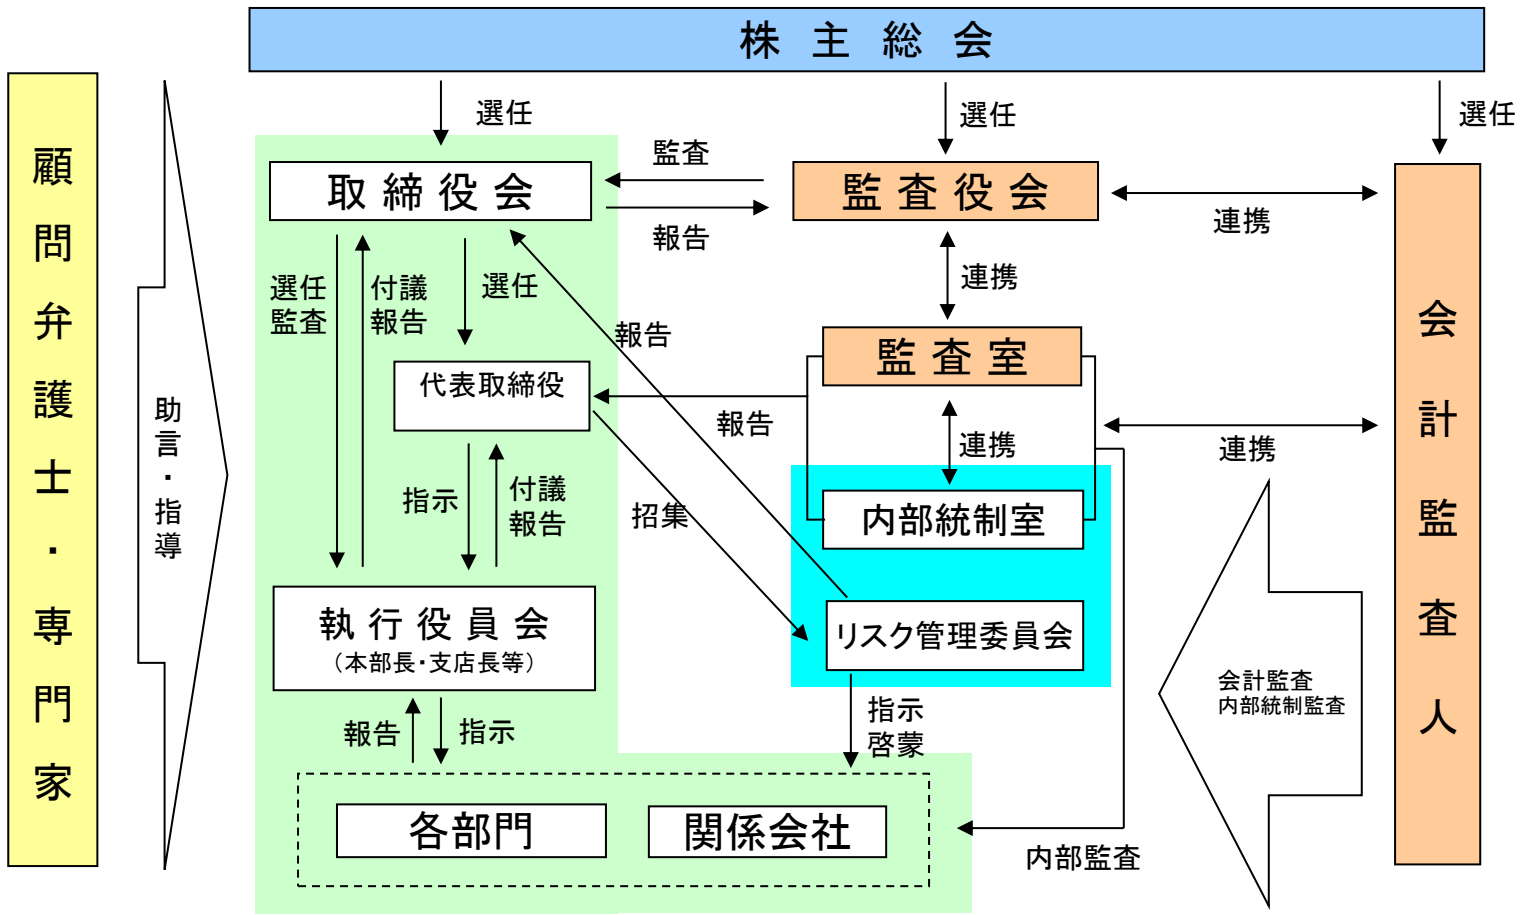 株主総会
選任
選任
選任
顧問弁護士・専門家
助言・指導
取締役会
監査
報告
監査役会
連携
会計監査人
選任
監査
付議
報告
選任
報告
連携
代表取締役
監査室
報告
連携
連携
指示
付議
報告
招集
内部統制室
執行役員会
（本部長・支店長等）
リスク管理委員会
会計監査
内部統制監査
報告
指示
指示
啓蒙
各部門
関係会社
内部監査